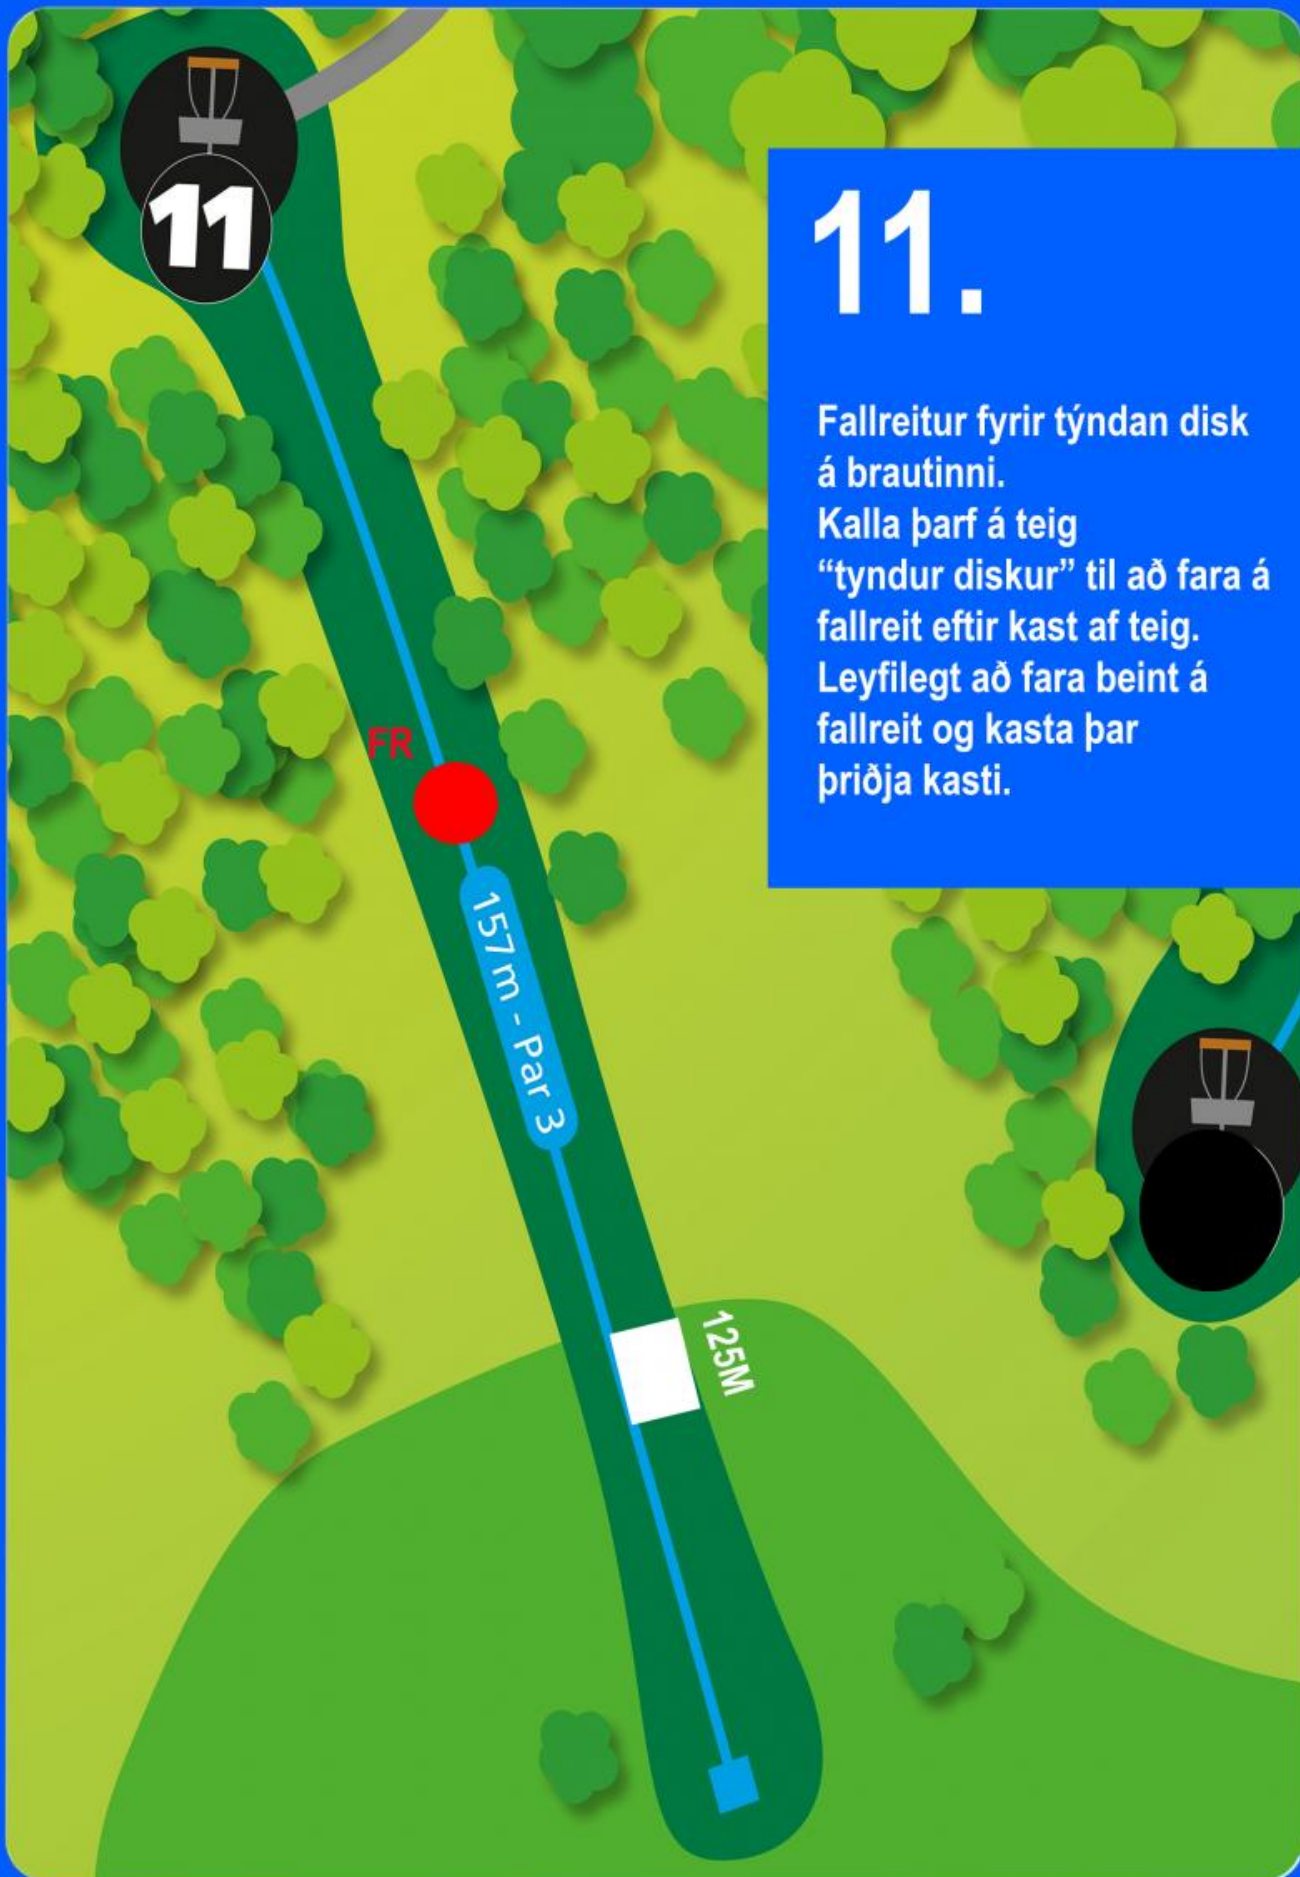 11
11.
Fallreitur fyrir týndan disk
á brautinni.
Kalla þarf á teig
“tyndur diskur” til að fara á
fallreit eftir kast af teig.
Leyfilegt að fara beint á
fallreit og kasta þar
þriðja kasti.
FR
157 m - Par 3
125M